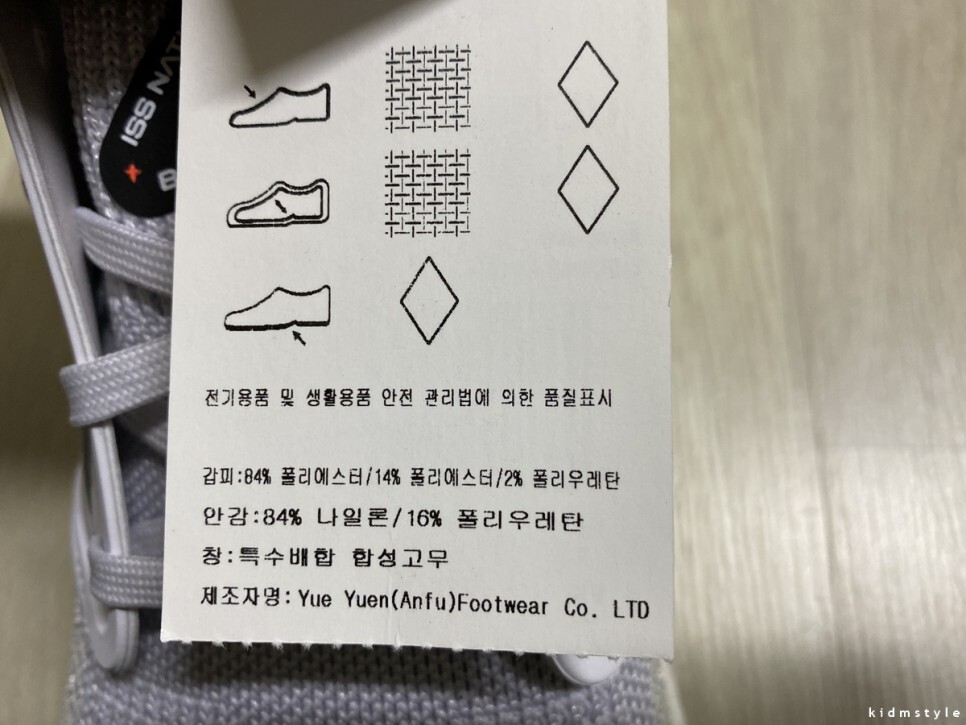 ISSI NV
B
전기용품 및 생활용품 안전 관리법에 의한 품질표시
갑피:84% 폴리에스터/14% 폴리에스터/2% 폴리우레탄
안감:84% 나일론/16% 폴리우레탄
창:특수배합 합성고무
제조자명:Yue Yuen(Anfu)Footwear Co. LTD
kidmstyle